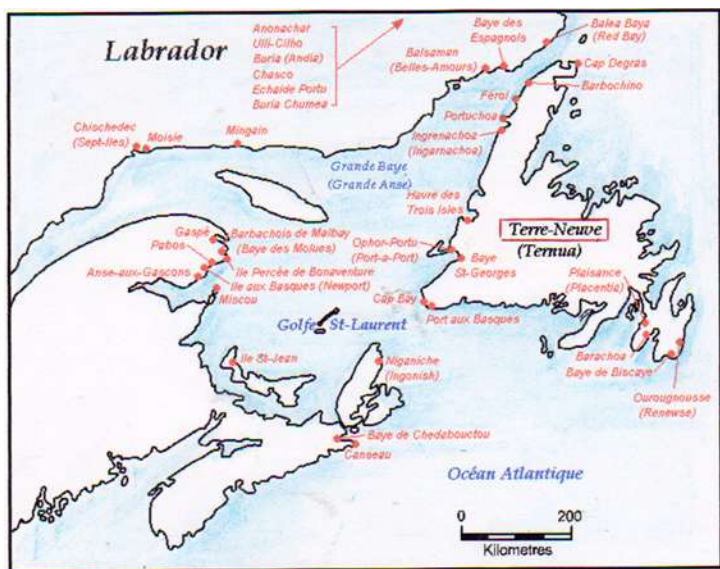 Labrador
Anonachar
Ulli-Cilho
Buria (Andia)
Chasco
Echaide Portu
Buria Chumea
Baye des
Espagnols
Balea Baya
(Red Bay)
Balsaman
(Belles-Amours)
Cap Degras
Barbochino
Férol
Portuchoa
Ingrenachoa
(Ingarnachoa)
Chischedec
(Sept-Iles)
Moisie
Mingain
Grande Baye
(Grande Anse)
Havre des
Trois Isles
Terre-Neuve
(Ternua)
Ophor-Portu
(Port-a-Port)
Baye
St-Georges
Gaspé
Barbachois de Malbay
(Baye des Molues)
Pabos
Ile Percée de Bonaventure
Anse-aux-Gascons
Ile aux Basques (Newport)
Miscou
Plaisance
(Placentia)
Cap Bay
Port aux Basques
Golfe St-Laurent
Barachoa
Baye de Biscaye
Ile St-Jean
Niganiche
(Ingonish)
Ourougnousse
(Renewse)
Baye de Chedabouctou
Canseau
Océan Atlantique
0 200
Kilometres